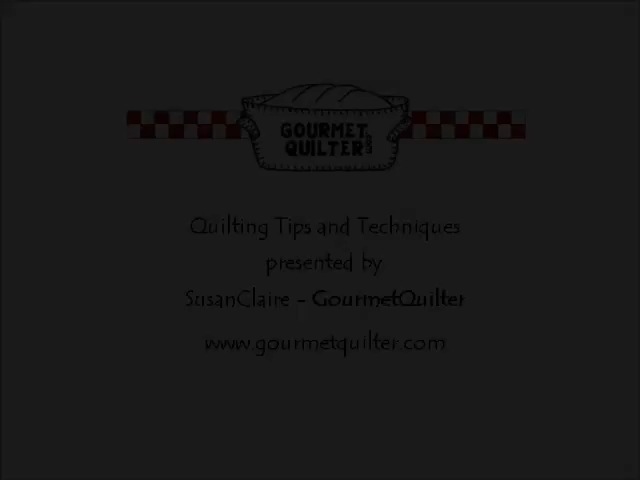 GOURMET
QUILTER
Quilting Tips and Techniques
presented by
SusanClaire - GourmetQuilter
www.gourmetquilter.com